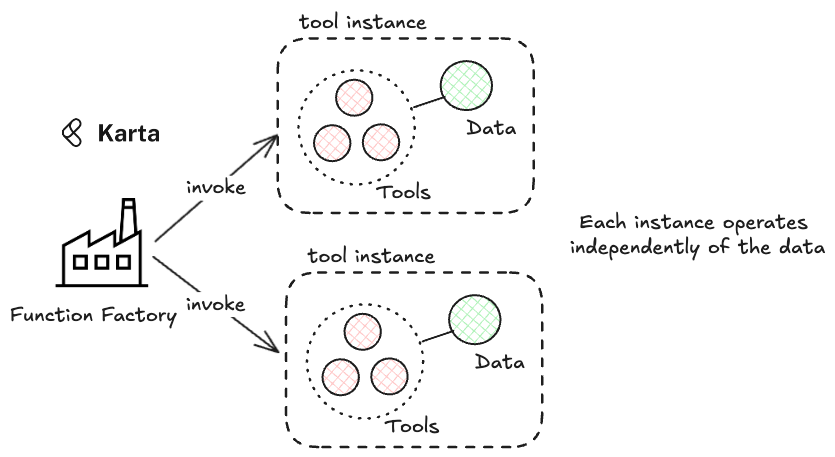 tool instance
Data
Tools
Karta
invoke
Function Factory
invoke
tool instance
Data
Tools
Each instance operates
independently of the data